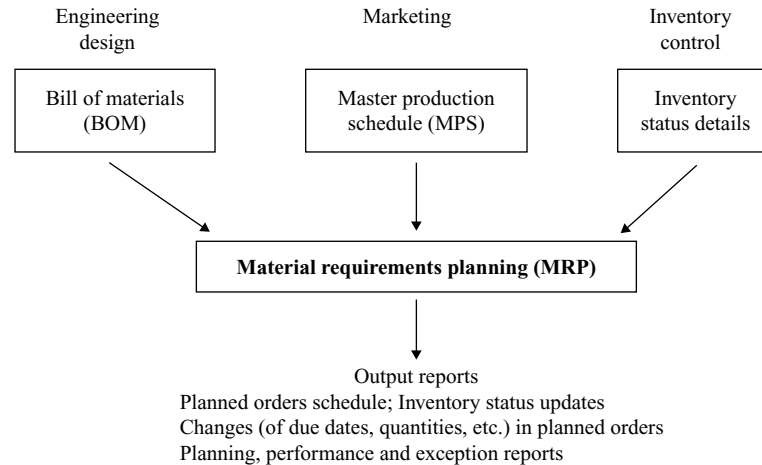 Engineering
design
Marketing
Inventory
control
Bill of materials
(BOM)
Master production
schedule (MPS)
Inventory
status details
Material requirements planning (MRP)
Output reports
Planned orders schedule; Inventory status updates
Changes (of due dates, quantities, etc.) in planned orders
Planning, performance and exception reports